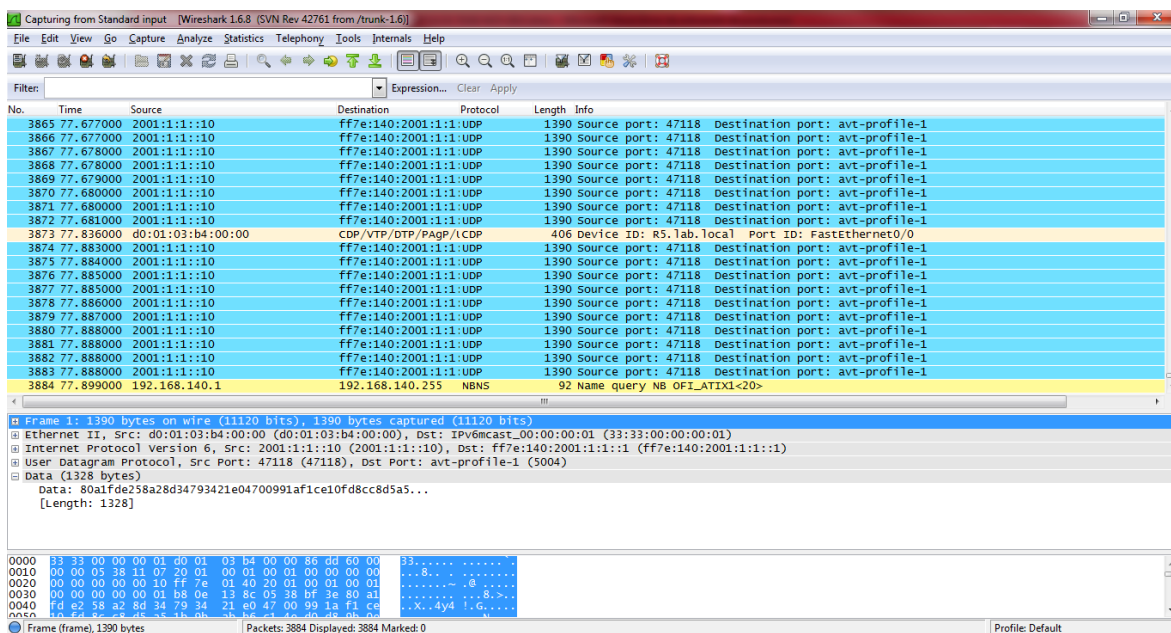 Capturing from Standard input [Wireshark 1.6.8 (SVN Rev 42761 from /trunk-1.6)]
File Edit View Go Capture Analyze Statistics Telephony Tools Internals Help
Filter: Expression... Clear Apply
No. Time Source Destination Protocol Length Info
3865 77.677000 2001:1:1::10 ff7e:140:2001:1:1: UDP 1390 Source port: 47118 Destination port: avt-profile-1
3866 77.677000 2001:1:1::10 ff7e:140:2001:1:1: UDP 1390 Source port: 47118 Destination port: avt-profile-1
3867 77.678000 2001:1:1::10 ff7e:140:2001:1:1: UDP 1390 Source port: 47118 Destination port: avt-profile-1
3868 77.678000 2001:1:1::10 ff7e:140:2001:1:1: UDP 1390 Source port: 47118 Destination port: avt-profile-1
3869 77.679000 2001:1:1::10 ff7e:140:2001:1:1: UDP 1390 Source port: 47118 Destination port: avt-profile-1
3870 77.680000 2001:1:1::10 ff7e:140:2001:1:1: UDP 1390 Source port: 47118 Destination port: avt-profile-1
3871 77.680000 2001:1:1::10 ff7e:140:2001:1:1: UDP 1390 Source port: 47118 Destination port: avt-profile-1
3872 77.681000 2001:1:1::10 ff7e:140:2001:1:1: UDP 1390 Source port: 47118 Destination port: avt-profile-1
3873 77.836000 d0:01:03:b4:00:00 CDP/VTP/DTP/PAgP/ CDP 406 Device ID: R5.lab.local Port ID: FastEthernet0/0
3874 77.883000 2001:1:1::10 ff7e:140:2001:1:1: UDP 1390 Source port: 47118 Destination port: avt-profile-1
3875 77.884000 2001:1:1::10 ff7e:140:2001:1:1: UDP 1390 Source port: 47118 Destination port: avt-profile-1
3876 77.885000 2001:1:1::10 ff7e:140:2001:1:1: UDP 1390 Source port: 47118 Destination port: avt-profile-1
3877 77.885000 2001:1:1::10 ff7e:140:2001:1:1: UDP 1390 Source port: 47118 Destination port: avt-profile-1
3878 77.886000 2001:1:1::10 ff7e:140:2001:1:1: UDP 1390 Source port: 47118 Destination port: avt-profile-1
3879 77.887000 2001:1:1::10 ff7e:140:2001:1:1: UDP 1390 Source port: 47118 Destination port: avt-profile-1
3880 77.888000 2001:1:1::10 ff7e:140:2001:1:1: UDP 1390 Source port: 47118 Destination port: avt-profile-1
3881 77.888000 2001:1:1::10 ff7e:140:2001:1:1: UDP 1390 Source port: 47118 Destination port: avt-profile-1
3882 77.888000 2001:1:1::10 ff7e:140:2001:1:1: UDP 1390 Source port: 47118 Destination port: avt-profile-1
3883 77.888000 2001:1:1::10 ff7e:140:2001:1:1: UDP 1390 Source port: 47118 Destination port: avt-profile-1
3884 77.899000 192.168.140.1 192.168.140.255 NBNS 92 Name query NB OFI_ATIX1<20>
Frame 1: 1390 bytes on wire (11120 bits), 1390 bytes captured (11120 bits)
Ethernet II, Src: d0:01:03:b4:00:00 (d0:01:03:b4:00:00), Dst: IPv6mcast_00:00:00:01 (33:33:00:00:00:01)
Internet Protocol Version 6, Src: 2001:1:1::10 (2001:1:1::10), Dst: ff7e:140:2001:1:1::1 (ff7e:140:2001:1:1::1)
User Datagram Protocol, Src Port: 47118 (47118), Dst Port: avt-profile-1 (5004)
Data (1328 bytes)
Data: 80a1fde258a28d34793421e04700991af1ce10fd8cc8d5a5...
[Length: 1328]
0000 33 33 00 00 00 01 d0 01 03 b4 00 00 86 dd 60 00 33...... ......`.
0010 00 00 05 38 11 07 20 01 00 01 00 01 00 00 00 00 ...8.. . ........
0020 00 00 00 00 00 10 ff 7e 01 40 20 01 00 01 00 01 .......~ .@ .....
0030 00 00 00 00 00 01 b8 0e 13 8c 05 38 bf 3e 80 a1 ........ ...8.>..
0040 fd e2 58 a2 8d 34 79 34 21 e0 47 00 99 1a f1 ce ..X..4y4 !.G.....
0050 10 fd 8c c8 d5 a5
Frame (frame), 1390 bytes Packets: 3884 Displayed: 3884 Marked: 0 Profile: Default